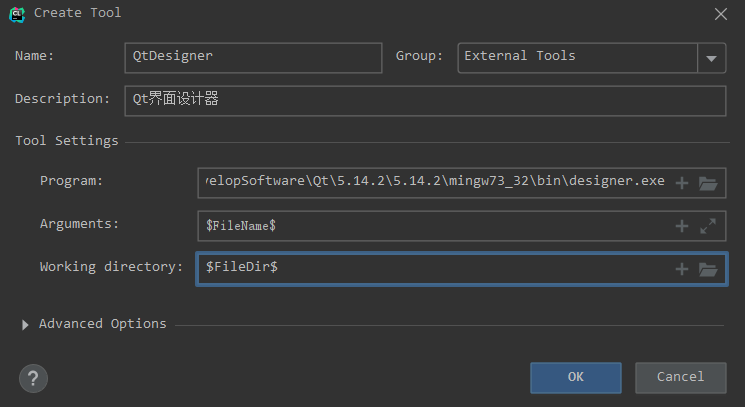 Create Tool
Name: QtDesigner Group: External Tools
Description: Qt界面设计器
Tool Settings
Program: velopSoftware\Qt\5.14.2\5.14.2\mingw73_32\bin\designer.exe
Arguments: $FileName$
Working directory: $FileDir$
Advanced Options
? OK Cancel